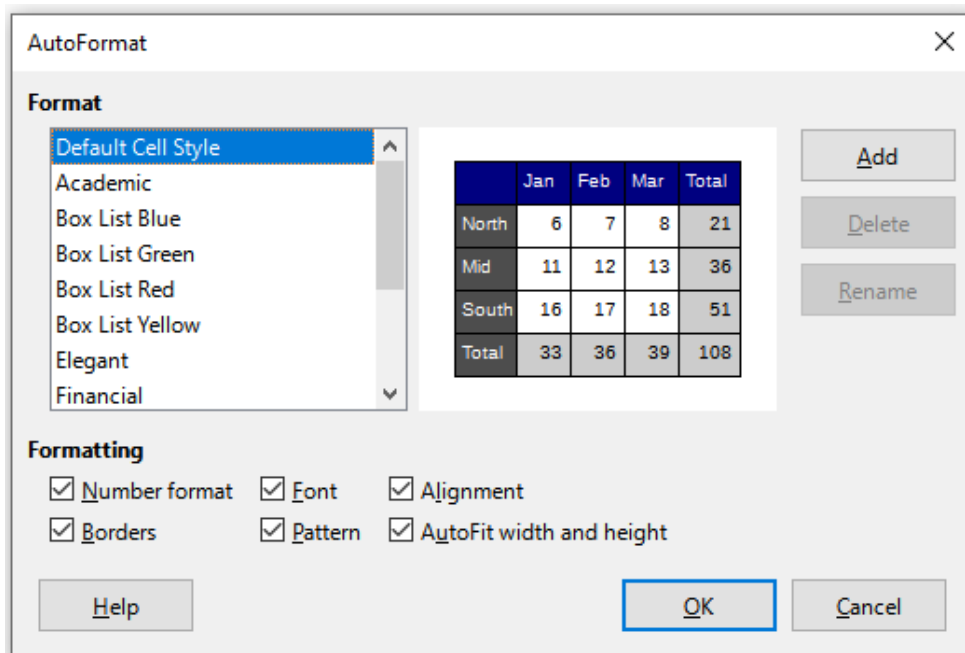 AutoFormat
Format
Default Cell Style
Academic
Box List Blue
Box List Green
Box List Red
Box List Yellow
Elegant
Financial
Jan Feb Mar Total
North 6 7 8 21
Mid 11 12 13 36
South 16 17 18 51
Total 33 36 39 108
Add
Delete
Rename
Formatting
Number format Font Alignment
Borders Pattern AutoFit width and height
Help OK Cancel